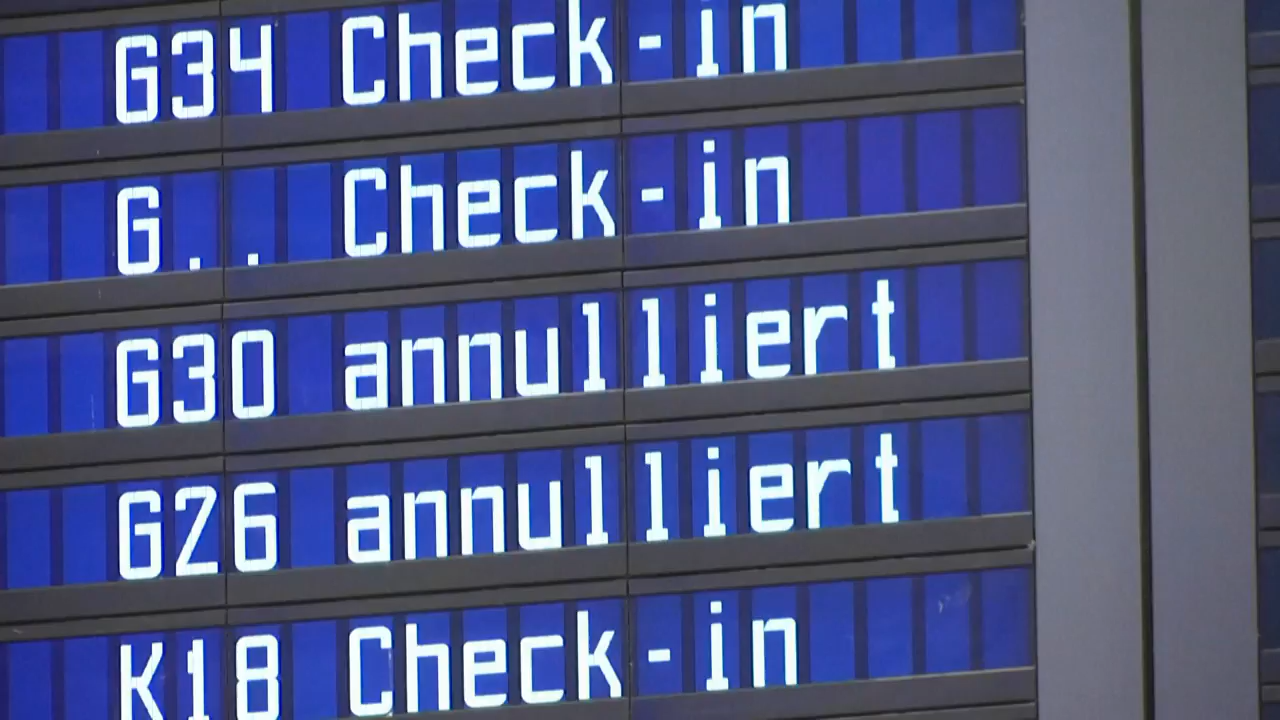 G34 Check-in
G.. Check-in
G30 annulliert
G26 annulliert
K18 Check-in